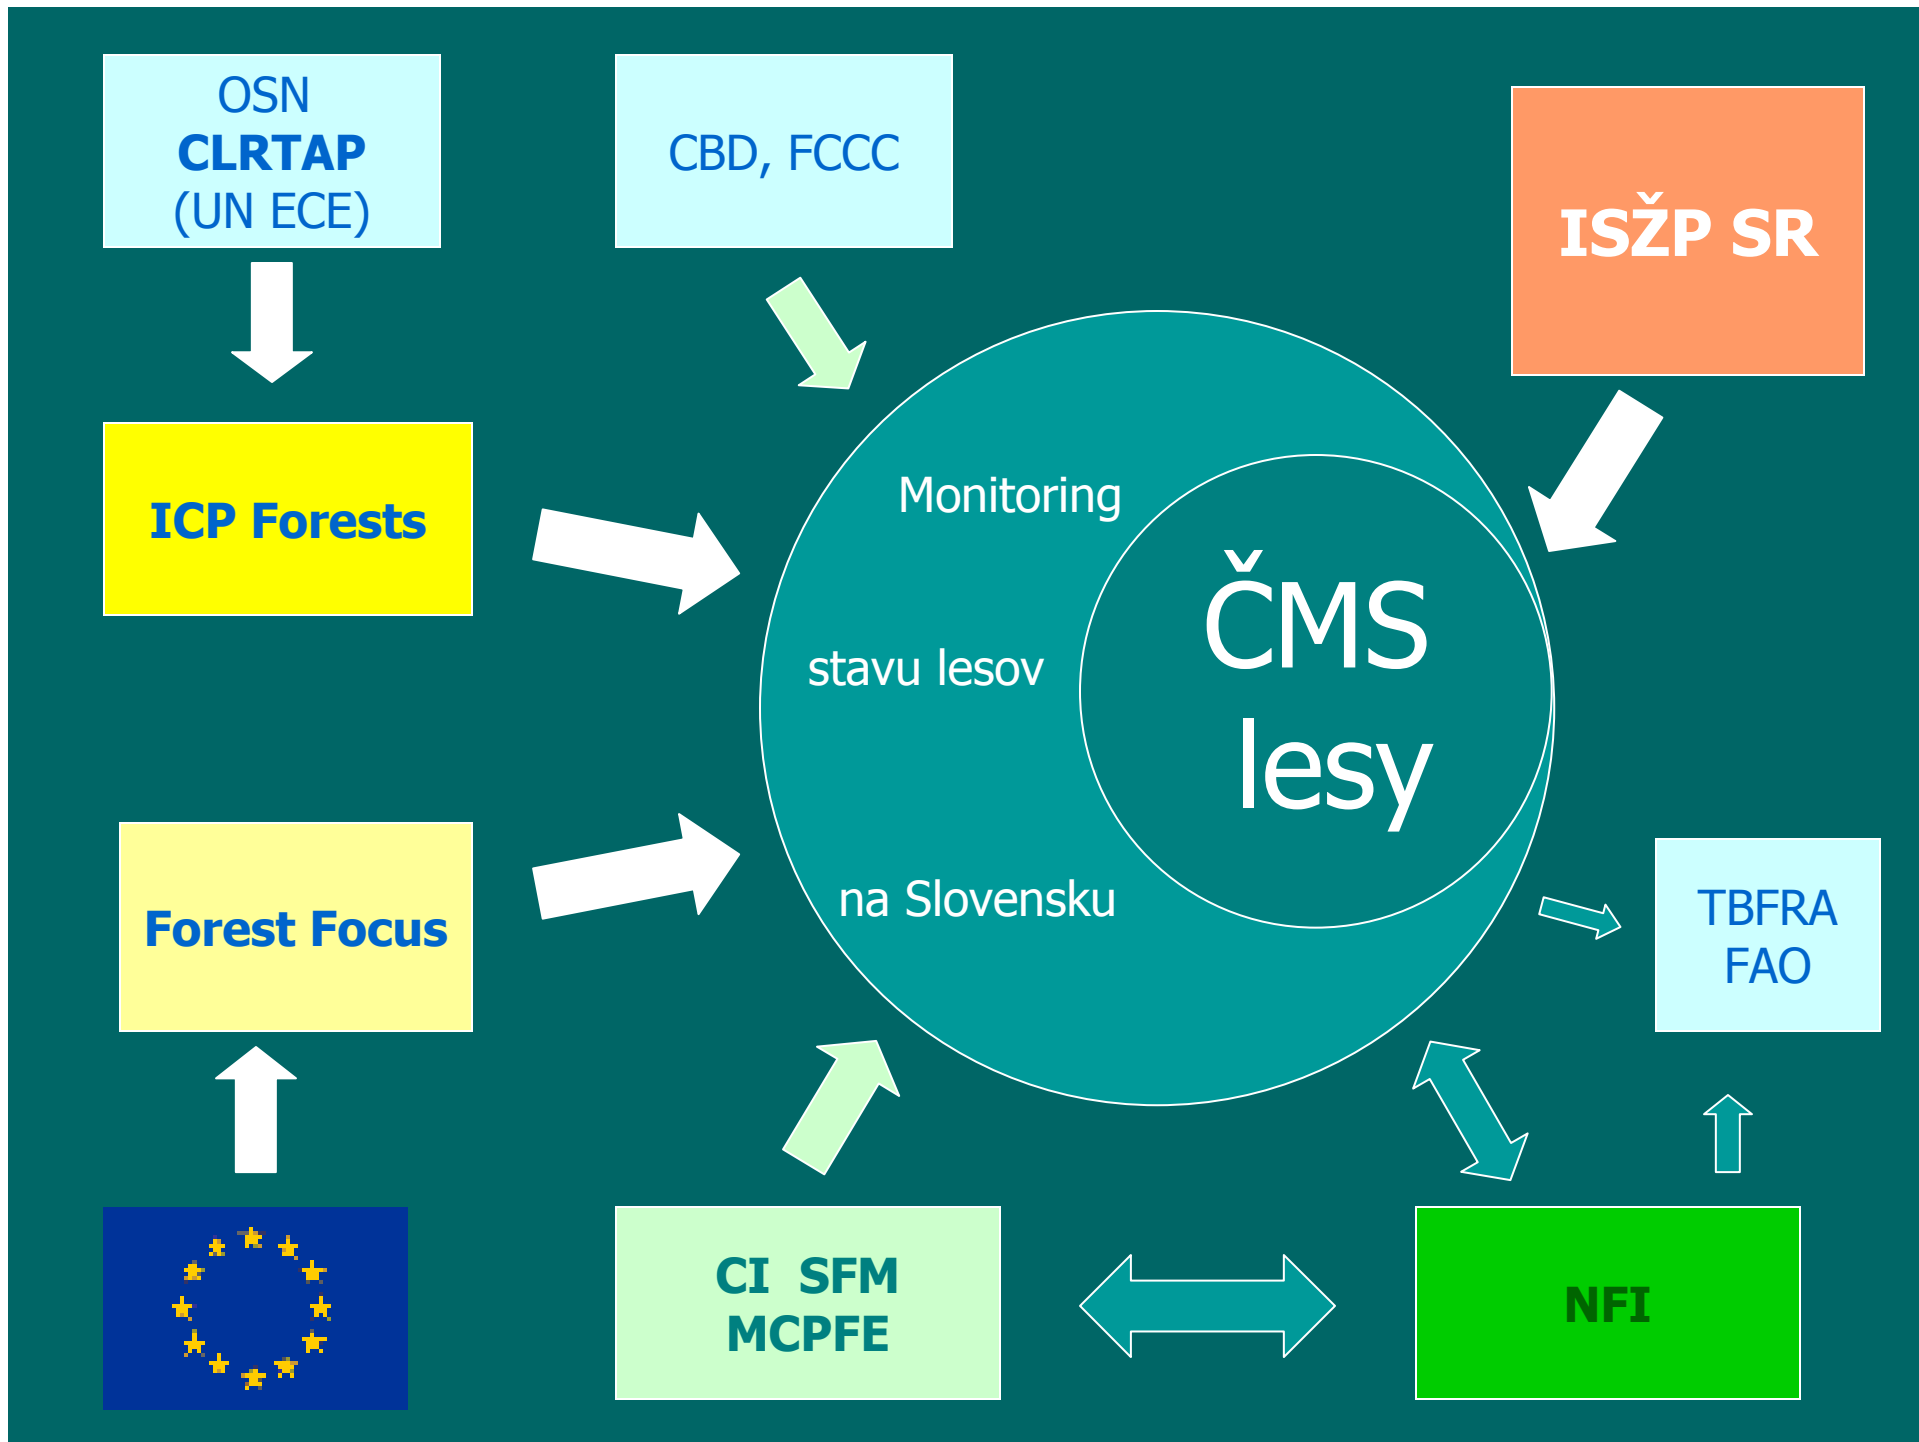 OSN
CLRTAP
(UN ECE)
CBD, FCCC
ISŽP SR
ICP Forests
Monitoring
stavu lesov
na Slovensku
ČMS
lesy
Forest Focus
TBFRA
FAO
CI SFM
MCPFE
NFI